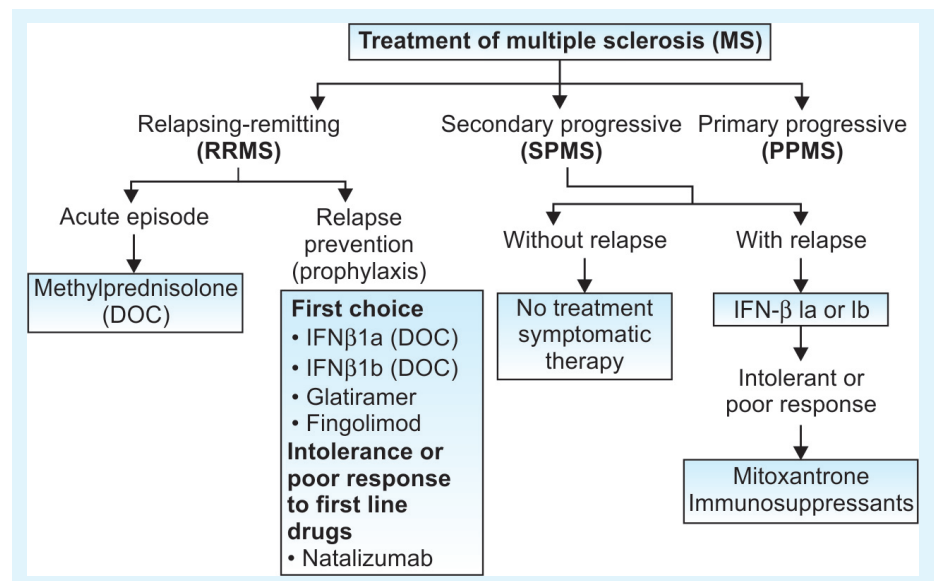 Treatment of multiple sclerosis (MS)
Relapsing-remitting
(RRMS)
Secondary progressive
(SPMS)
Primary progressive
(PPMS)
Acute episode
Methylprednisolone
(DOC)
Relapse
prevention
(prophylaxis)
First choice
• IFNβ1a (DOC)
• IFNβ1b (DOC)
• Glatiramer
• Fingolimod
Intolerance or
poor response
to first line
drugs
• Natalizumab
Without relapse
No treatment
symptomatic
therapy
With relapse
IFN-β Ia or Ib
Intolerant or
poor response
Mitoxantrone
Immunosuppressants